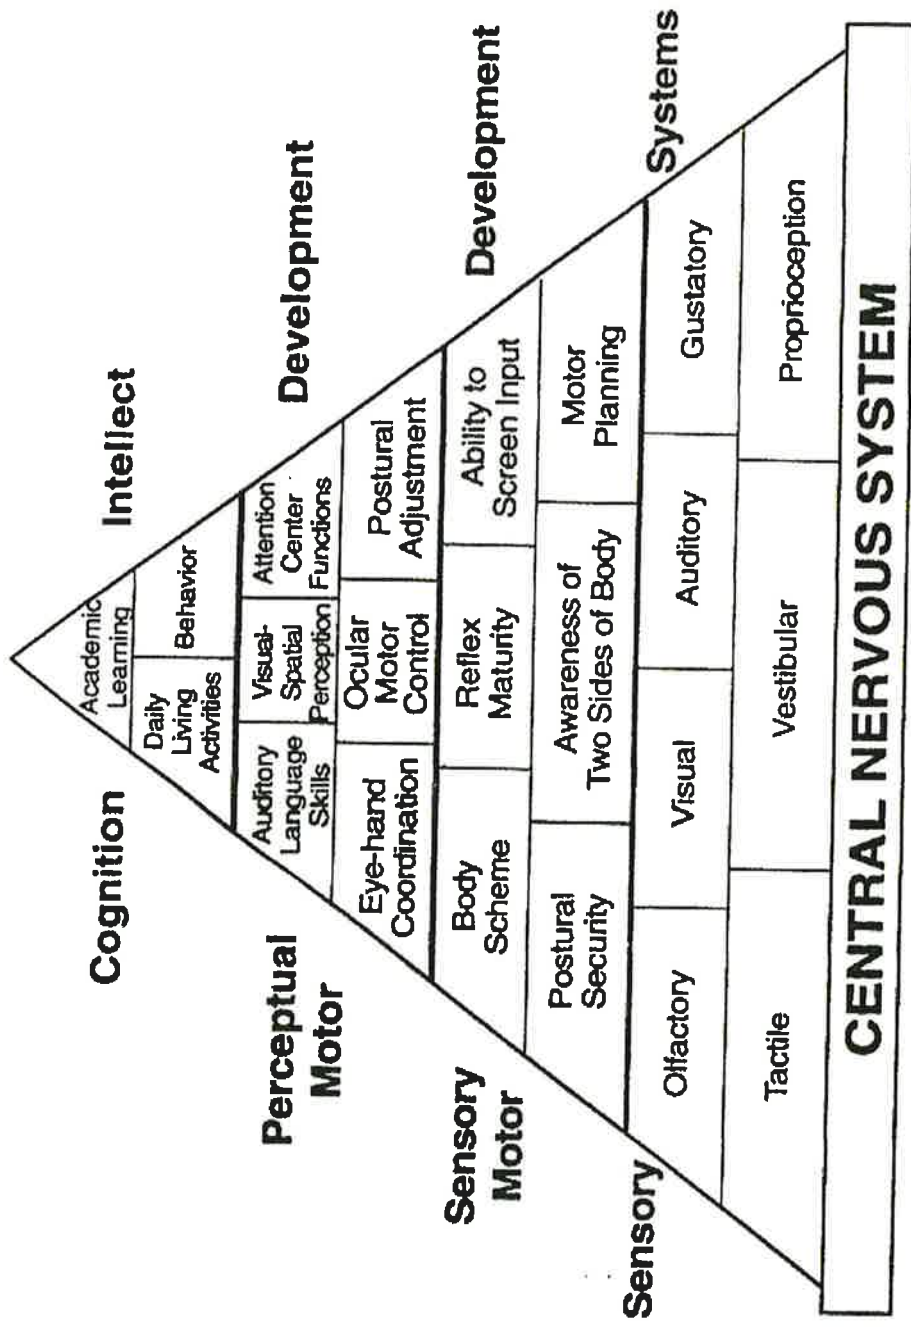 Cognition
Intellect
Academic
Learning
Daily
Living
Activities
Behavior
Perceptual
Motor
Development
Auditory
Language
Skills
Visual-
Spatial
Perception
Attention
Center
Functions
Eye-hand
Coordination
Ocular
Motor
Control
Postural
Adjustment
Sensory
Motor
Development
Body
Scheme
Reflex
Maturity
Ability to
Screen Input
Postural
Security
Awareness of
Two Sides of Body
Motor
Planning
Sensory
Systems
Olfactory
Visual
Auditory
Gustatory
Tactile
Vestibular
Proprioception
CENTRAL NERVOUS SYSTEM